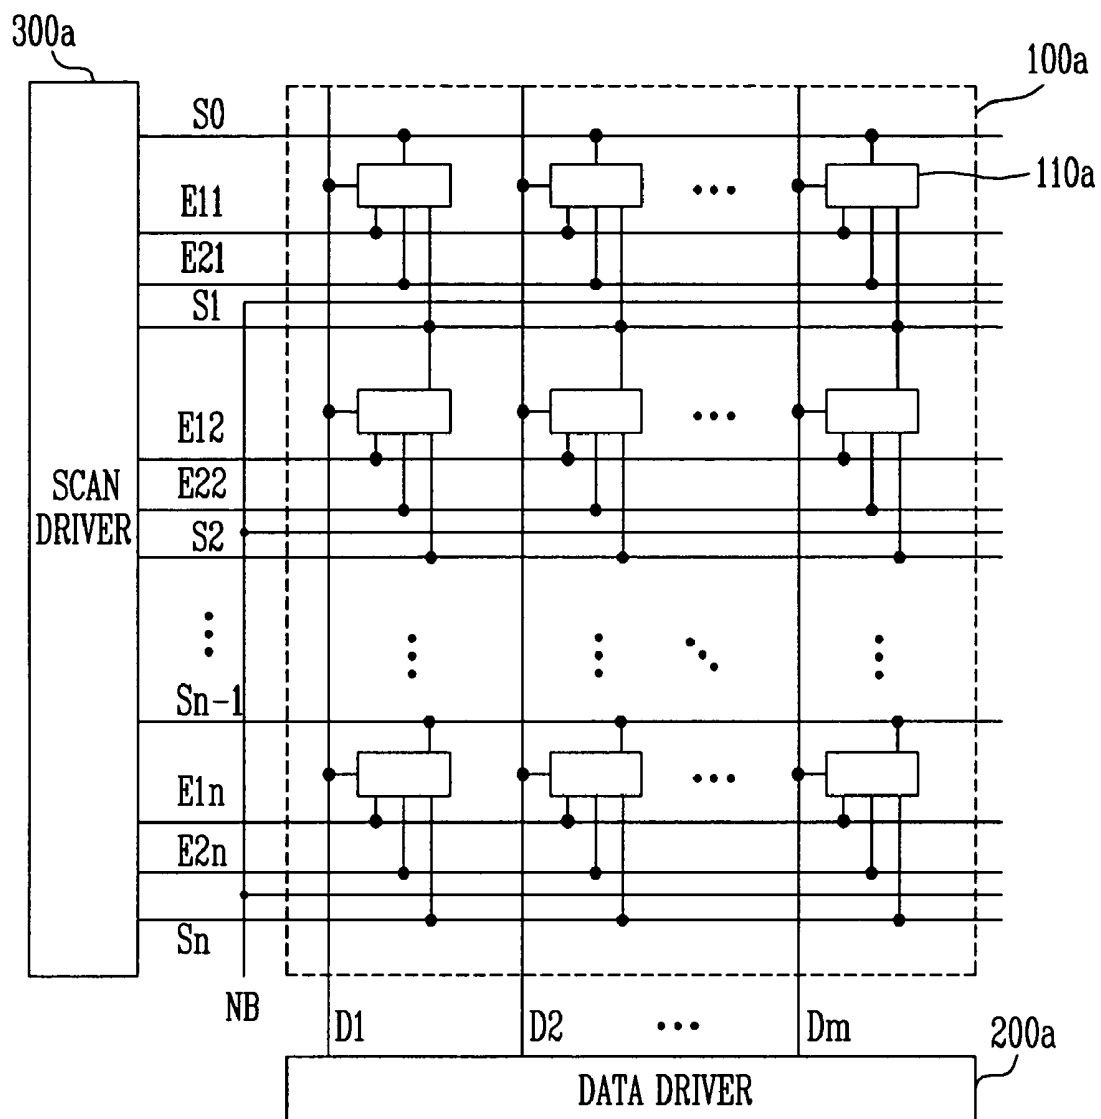 300a
100a
S0
110a
E11
E21
S1
E12
E22
SCAN
DRIVER
S2
Sn-1
E1n
E2n
Sn
NB
D1
D2
Dm
200a
DATA DRIVER